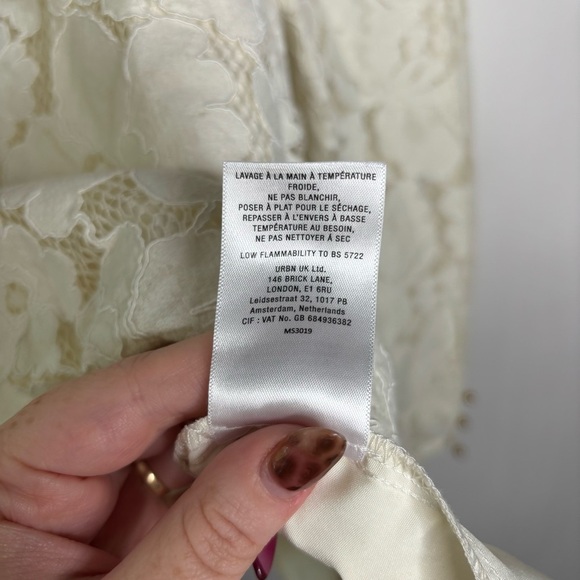 LAVAGE À LA MAIN À TEMPÉRATURE
FROIDE,
NE PAS BLANCHIR,
POSER À PLAT POUR LE SÉCHAGE,
REPASSER À L'ENVERS À BASSE
TEMPÉRATURE AU BESOIN,
NE PAS NETTOYER À SEC
LOW FLAMMABILITY TO BS 5722
URBN UK Ltd.
146 BRICK LANE,
LONDON, E1 6RU
Leidsestraat 32, 1017 PB
Amsterdam, Netherlands
CIF : VAT No. GB 684936382
MS3019